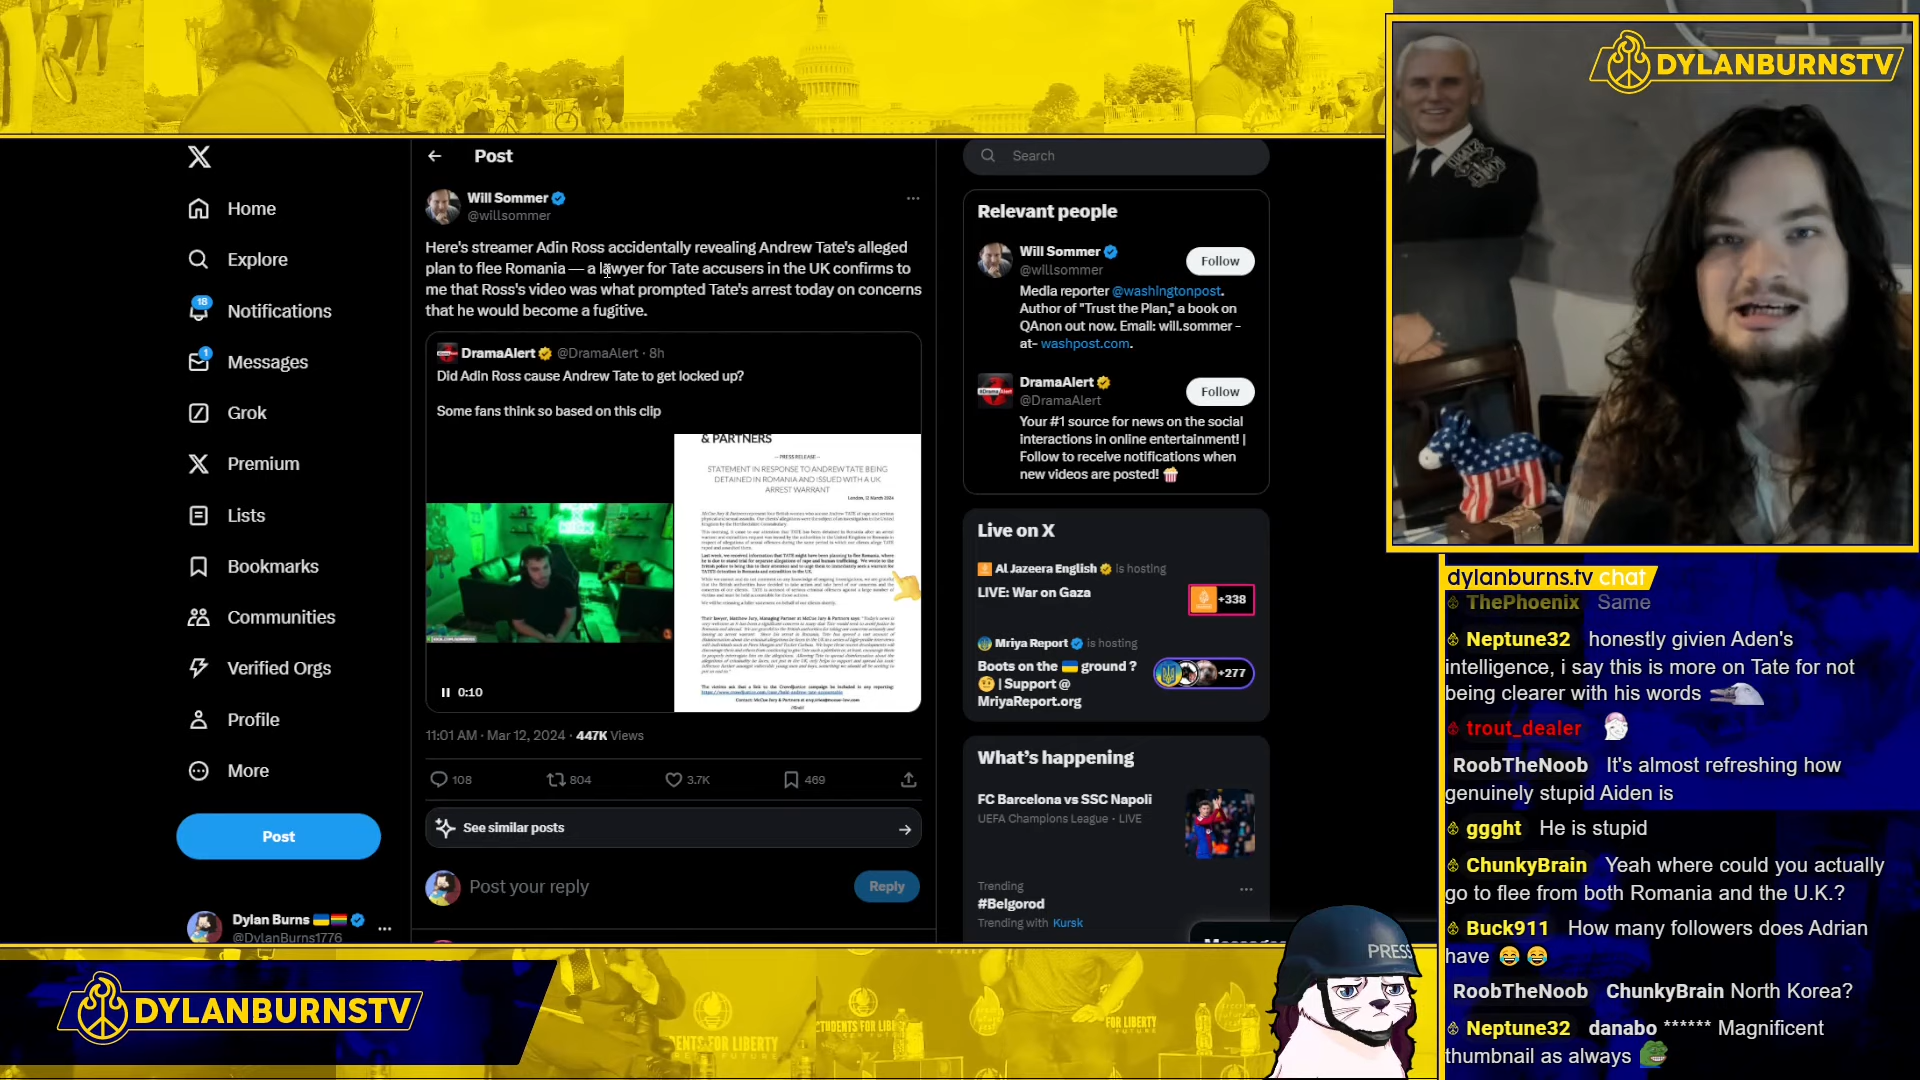 Home
Explore
18
Notifications
1
Messages
Grok
Premium
Lists
Bookmarks
Communities
Verified Orgs
Profile
More
Post
Dylan Burns
@DylanBurns1776
Post
Will Sommer
@willsommer
Here's streamer Adin Ross accidentally revealing Andrew Tate's alleged
plan to flee Romania — a lawyer for Tate accusers in the UK confirms to
me that Ross's video was what prompted Tate's arrest today on concerns
that he would become a fugitive.
DramaAlert @DramaAlert · 8h
Did Adin Ross cause Andrew Tate to get locked up?
Some fans think so based on this clip
& PARTNERS
— PRESS RELEASE —
STATEMENT IN RESPONSE TO ANDREW TATE BEING
DETAINED IN ROMANIA AND ISSUED WITH A UK
ARREST WARRANT
London, 12 March 2024
0:10
11:01 AM · Mar 12, 2024 · 447K Views
108 804 3.7K 469
See similar posts
Post your reply
Reply
Search
Relevant people
Will Sommer
@willsommer
Follow
Media reporter @washingtonpost.
Author of "Trust the Plan," a book on
QAnon out now. Email: will.sommer -
at- washpost.com.
DramaAlert
@DramaAlert
Follow
Your #1 source for news on the social
interactions in online entertainment! |
Follow to receive notifications when
new videos are posted!
Live on X
Al Jazeera English is hosting
LIVE: War on Gaza
+338
Mriya Report is hosting
Boots on the ground ?
| Support @
MriyaReport.org
+277
What's happening
FC Barcelona vs SSC Napoli
UEFA Champions League · LIVE
Trending
#Belgorod
Trending with Kursk
DYLANBURNSTV
dylanburns.tv chat
ThePhoenix Same
Neptune32 honestly givien Aden's
intelligence, i say this is more on Tate for not
being clearer with his words
trout_dealer
RoobTheNoob It's almost refreshing how
genuinely stupid Aiden is
ggght He is stupid
ChunkyBrain Yeah where could you actually
go to flee from both Romania and the U.K.?
Buck911 How many followers does Adrian
have
RoobTheNoob ChunkyBrain North Korea?
Neptune32 danabo ****** Magnificent
thumbnail as always
PRESS
DYLANBURNSTV
FOR LIBERTY